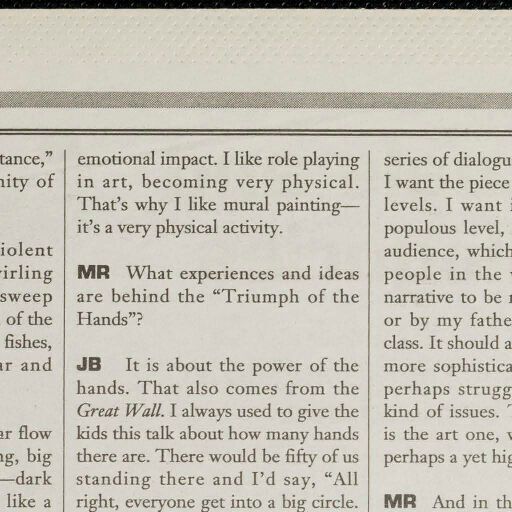 tance,"
nity of
iolent
irling
sweep
of the
fishes,
ar and
ar flow
ng, big
—dark
like a
emotional impact. I like role playing
in art, becoming very physical.
That's why I like mural painting—
it's a very physical activity.
MR What experiences and ideas
are behind the "Triumph of the
Hands"?
JB It is about the power of the
hands. That also comes from the
Great Wall. I always used to give the
kids this talk about how many hands
there are. There would be fifty of us
standing there and I'd say, "All
right, everyone get into a big circle.
series of dialogu
I want the piece
levels. I want
populous level,
audience, which
people in the
narrative to be
or by my fathe
class. It should a
more sophistica
perhaps strugg
kind of issues.
is the art one,
perhaps a yet hig
MR And in th